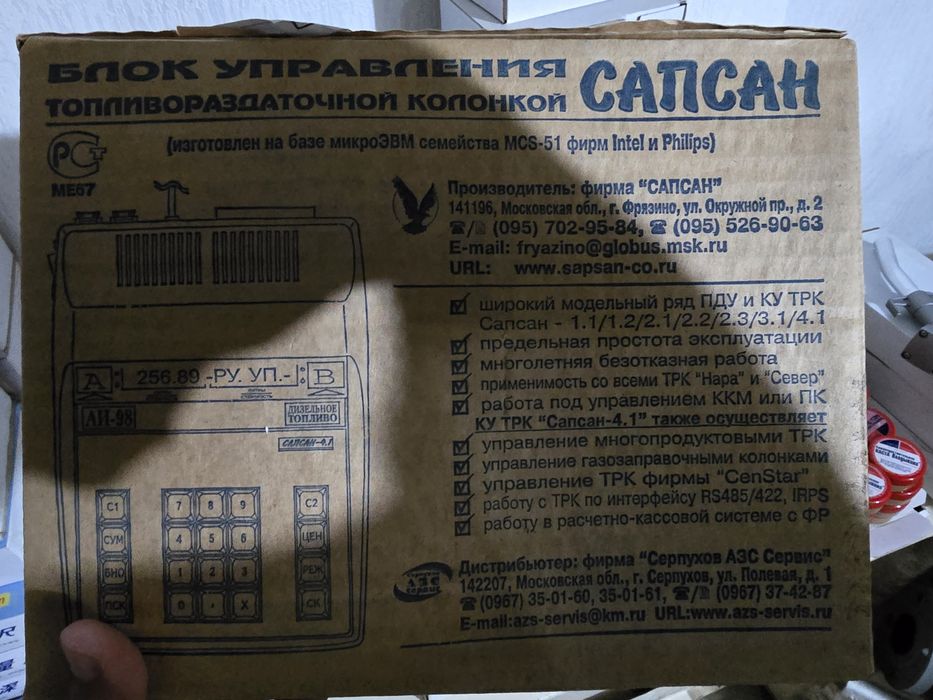 БЛОК УПРАВЛЕНИЯ
ТОПЛИВОРАЗДАТОЧНОЙ КОЛОНКОЙ
САПСАН
(изготовлен на базе микроЭВМ семейства MCS-51 фирм Intel и Philips)
РСТ
МЕ67
Производитель: фирма "САПСАН"
141196, Московская обл., г. Фрязино, ул. Окружной пр., д. 2
☎/📠 (095) 702-95-84, ☎ (095) 526-90-63
E-mail: fryazino@globus.msk.ru
URL: www.sapsan-co.ru
широкий модельный ряд ПДУ и КУ ТРК
Сапсан - 1.1/1.2/2.1/2.2/2.3/3.1/4.1
предельная простота эксплуатации
многолетняя безотказная работа
применимость со всеми ТРК "Нара" и "Север"
работа под управлением ККМ или ПК
КУ ТРК "Сапсан-4.1" также осуществляет
управление многопродуктовыми ТРК
управление газозаправочными колонками
управление ТРК фирмы "CenStar"
работу с ТРК по интерфейсу RS485/422, IRPS
работу в расчетно-кассовой системе с ФР
А : 256.89 -РУ. УП.- : В
АИ-98
ДИЗЕЛЬНОЕ
ТОПЛИВО
САПСАН-4.1
С1 7 8 9 С2
СУМ 4 5 6 ЦЕН
БНО 1 2 3 РЕЖ
ПСК 0 . X СК
Серпухов
АЗС
сервис
Дистрибьютер: фирма "Серпухов АЗС Сервис"
142207, Московская обл., г. Серпухов, ул. Полевая, д. 1
☎ (0967) 35-01-60, 35-01-61, ☎/📠 (0967) 37-42-87
E-mail:azs-servis@km.ru URL:www.azs-servis.ru